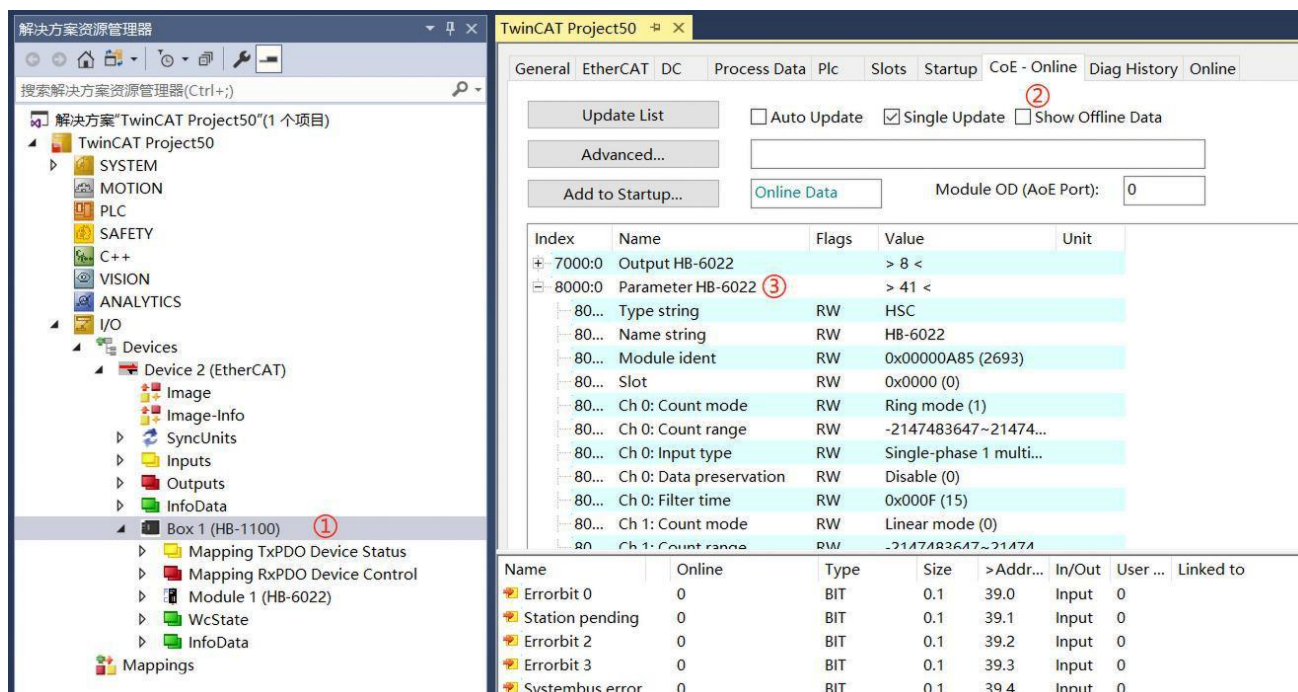 解决方案资源管理器
搜索解决方案资源管理器(Ctrl+;)
解决方案"TwinCAT Project50"(1 个项目)
TwinCAT Project50
SYSTEM
MOTION
PLC
SAFETY
C++
VISION
ANALYTICS
I/O
Devices
Device 2 (EtherCAT)
Image
Image-Info
SyncUnits
Inputs
Outputs
InfoData
Box 1 (HB-1100) ①
Mapping TxPDO Device Status
Mapping RxPDO Device Control
Module 1 (HB-6022)
WcState
InfoData
Mappings
TwinCAT Project50
General EtherCAT DC Process Data Plc Slots Startup CoE - Online Diag History Online
②
Update List Auto Update Single Update Show Offline Data
Advanced...
Add to Startup... Online Data Module OD (AoE Port): 0
Index Name Flags Value Unit
7000:0 Output HB-6022 > 8 <
8000:0 Parameter HB-6022 ③ > 41 <
80... Type string RW HSC
80... Name string RW HB-6022
80... Module ident RW 0x00000A85 (2693)
80... Slot RW 0x0000 (0)
80... Ch 0: Count mode RW Ring mode (1)
80... Ch 0: Count range RW -2147483647~21474...
80... Ch 0: Input type RW Single-phase 1 multi...
80... Ch 0: Data preservation RW Disable (0)
80... Ch 0: Filter time RW 0x000F (15)
80... Ch 1: Count mode RW Linear mode (0)
80... Ch 1: Count range RW -2147483647~21474...
Name Online Type Size >Addr... In/Out User ... Linked to
Errorbit 0 0 BIT 0.1 39.0 Input 0
Station pending 0 BIT 0.1 39.1 Input 0
Errorbit 2 0 BIT 0.1 39.2 Input 0
Errorbit 3 0 BIT 0.1 39.3 Input 0
Systembus error 0 BIT 0.1 39.4 Input 0